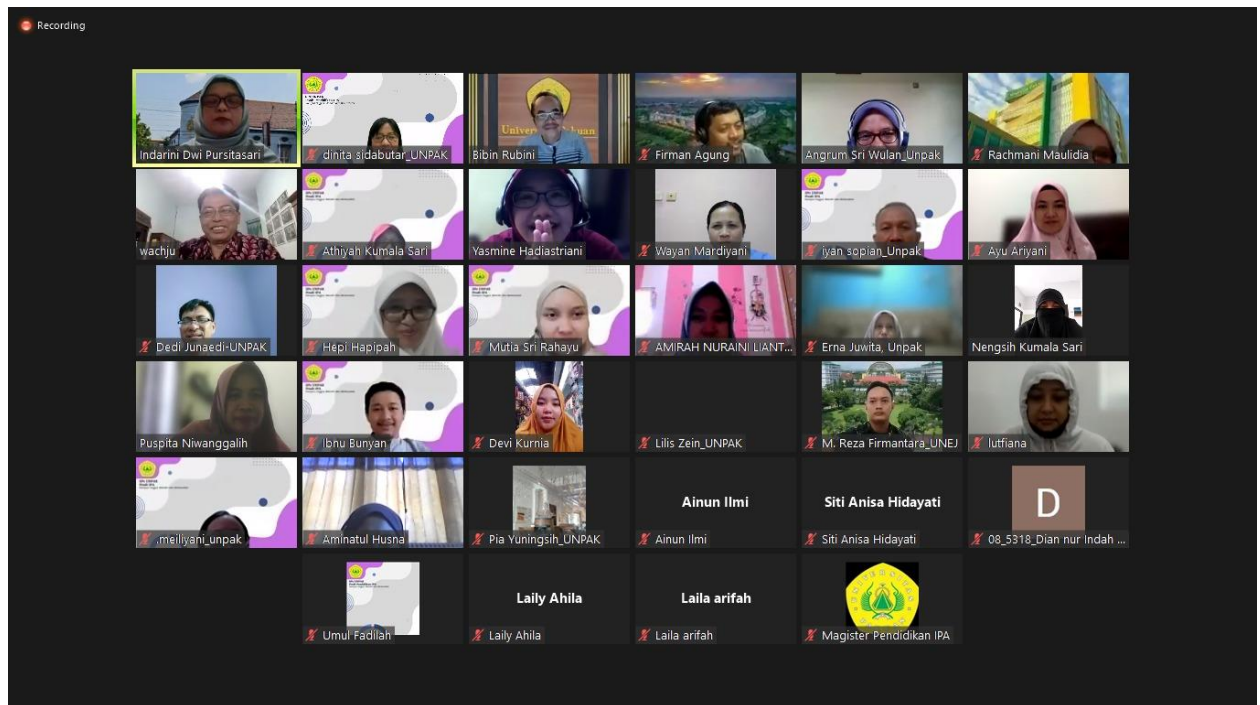 Recording
Indarini Dwi Pursitasari
dinita sidabutar_UNPAK
Bibin Rubini
Firman Agung
Angrum Sri Wulan_Unpak
Rachmani Maulidia
wachju
Athiyah Kumala Sari
Yasmine Hadiastriani
Wayan Mardiyani
iyan sopian_Unpak
Ayu Ariyani
Dedi Junaedi-UNPAK
Hepi Hapipah
Mutia Sri Rahayu
AMIRAH NURAINI LIANT...
Erna Juwita, Unpak
Nengsih Kumala Sari
Puspita Niwanggalih
Ibnu Bunyan
Devi Kurnia
Lilis Zein_UNPAK
M. Reza Firmantara_UNEJ
lutfiana
.meiliyani_unpak
Aminatul Husna
Pia Yuningsih_UNPAK
Ainun Ilmi
Ainun Ilmi
Siti Anisa Hidayati
Siti Anisa Hidayati
D
08_5318_Dian nur Indah ...
Umul Fadilah
Laily Ahila
Laily Ahila
Laila arifah
Laila arifah
Magister Pendidikan IPA